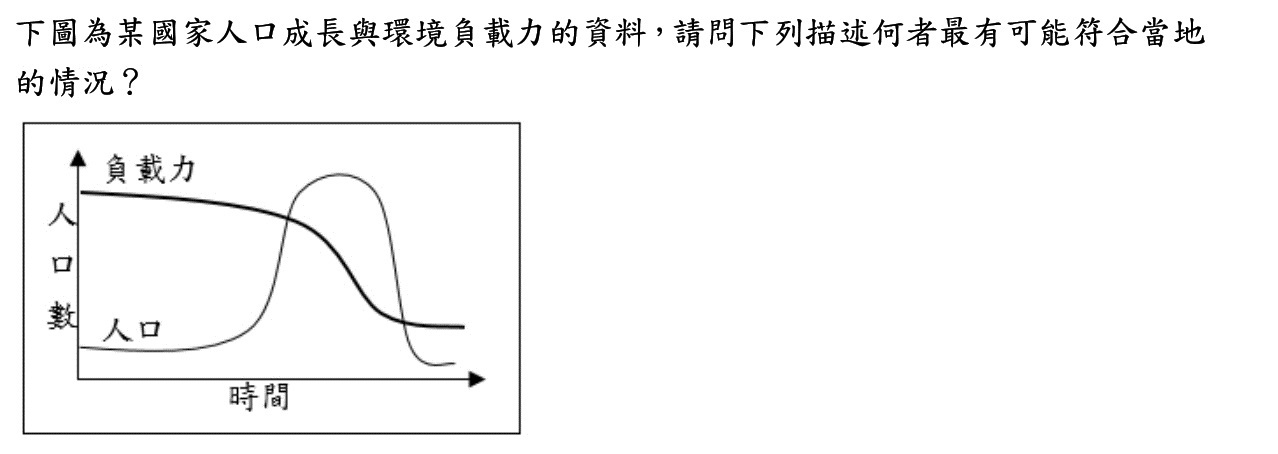 下圖為某國家人口成長與環境負載力的資料，請問下列描述何者最有可能符合當地
的情況？
負載力
人口數
人口
時間